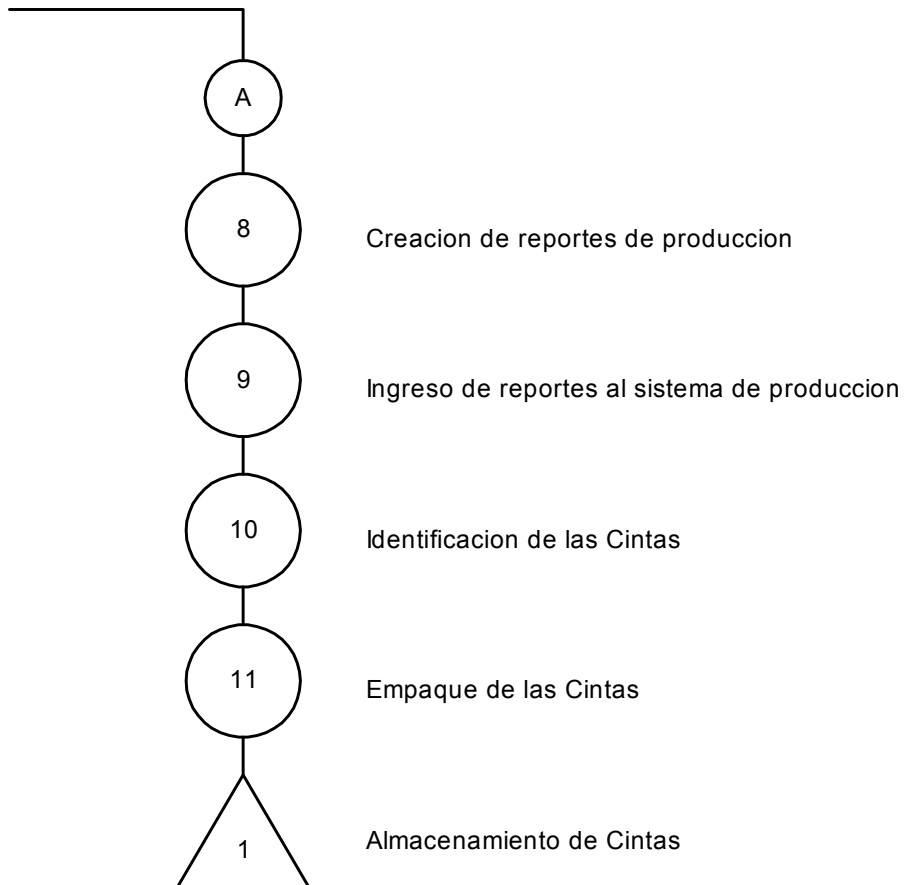 A
8
Creacion de reportes de produccion
9
Ingreso de reportes al sistema de produccion
10
Identificacion de las Cintas
11
Empaque de las Cintas
1
Almacenamiento de Cintas